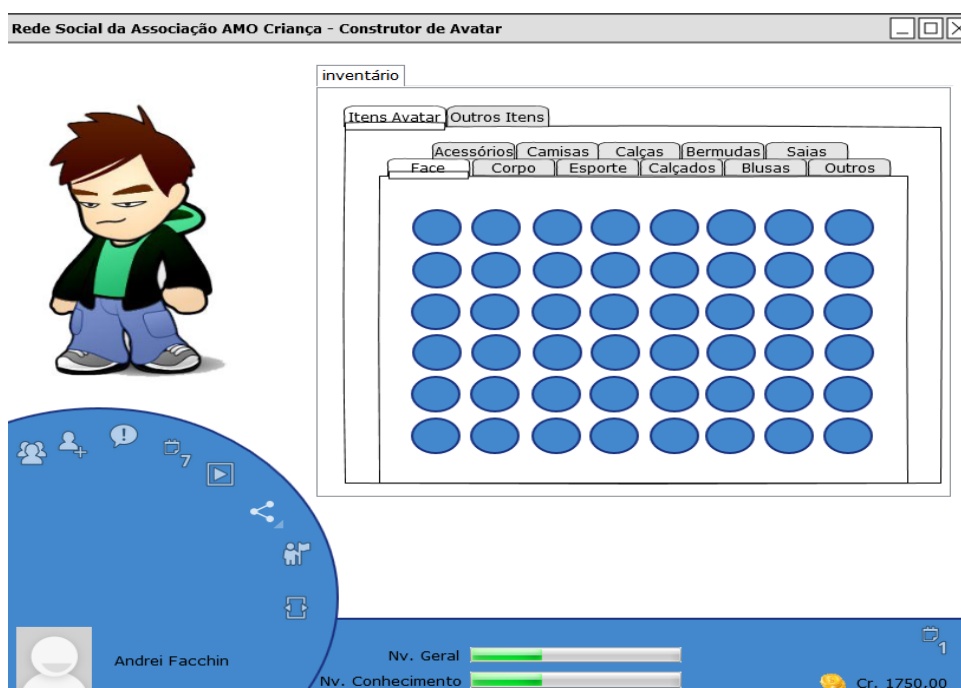 Rede Social da Associação AMO Criança - Construtor de Avatar
inventário
Itens Avatar Outros Itens
Acessórios Camisas Calças Bermudas Saias
Face Corpo Esporte Calçados Blusas Outros
!
7
1
Andrei Facchin
Nv. Geral
Nv. Conhecimento
Cr. 1750,00